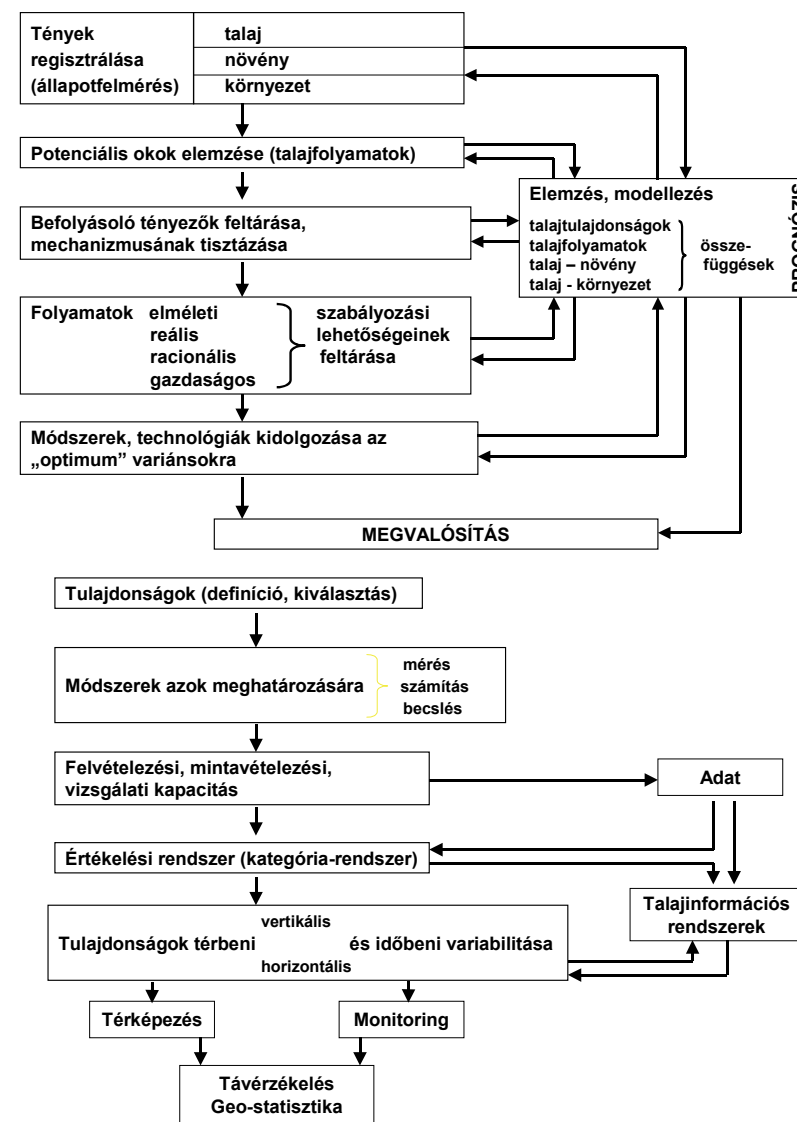 Tények
regisztrálása
(állapotfelmérés)
talaj
növény
környezet
Potenciális okok elemzése (talajfolyamatok)
Befolyásoló tényezők feltárása,
mechanizmusának tisztázása
Folyamatok
elméleti
reális
racionális
gazdaságos
szabályozási
lehetőségeinek
feltárása
Módszerek, technológiák kidolgozása az
„optimum” variánsokra
MEGVALÓSÍTÁS
Elemzés, modellezés
talajtulajdonságok
talajfolyamatok
talaj – növény
talaj - környezet
össze-
függések
PROGNÓZIS
Tulajdonságok (definíció, kiválasztás)
Módszerek azok meghatározására
mérés
számítás
becslés
Felvételezési, mintavételezési,
vizsgálati kapacitás
Adat
Értékelési rendszer (kategória-rendszer)
Talajinformációs
rendszerek
vertikális
Tulajdonságok térbeni és időbeni variabilitása
horizontális
Térképezés
Monitoring
Távérzékelés
Geo-statisztika